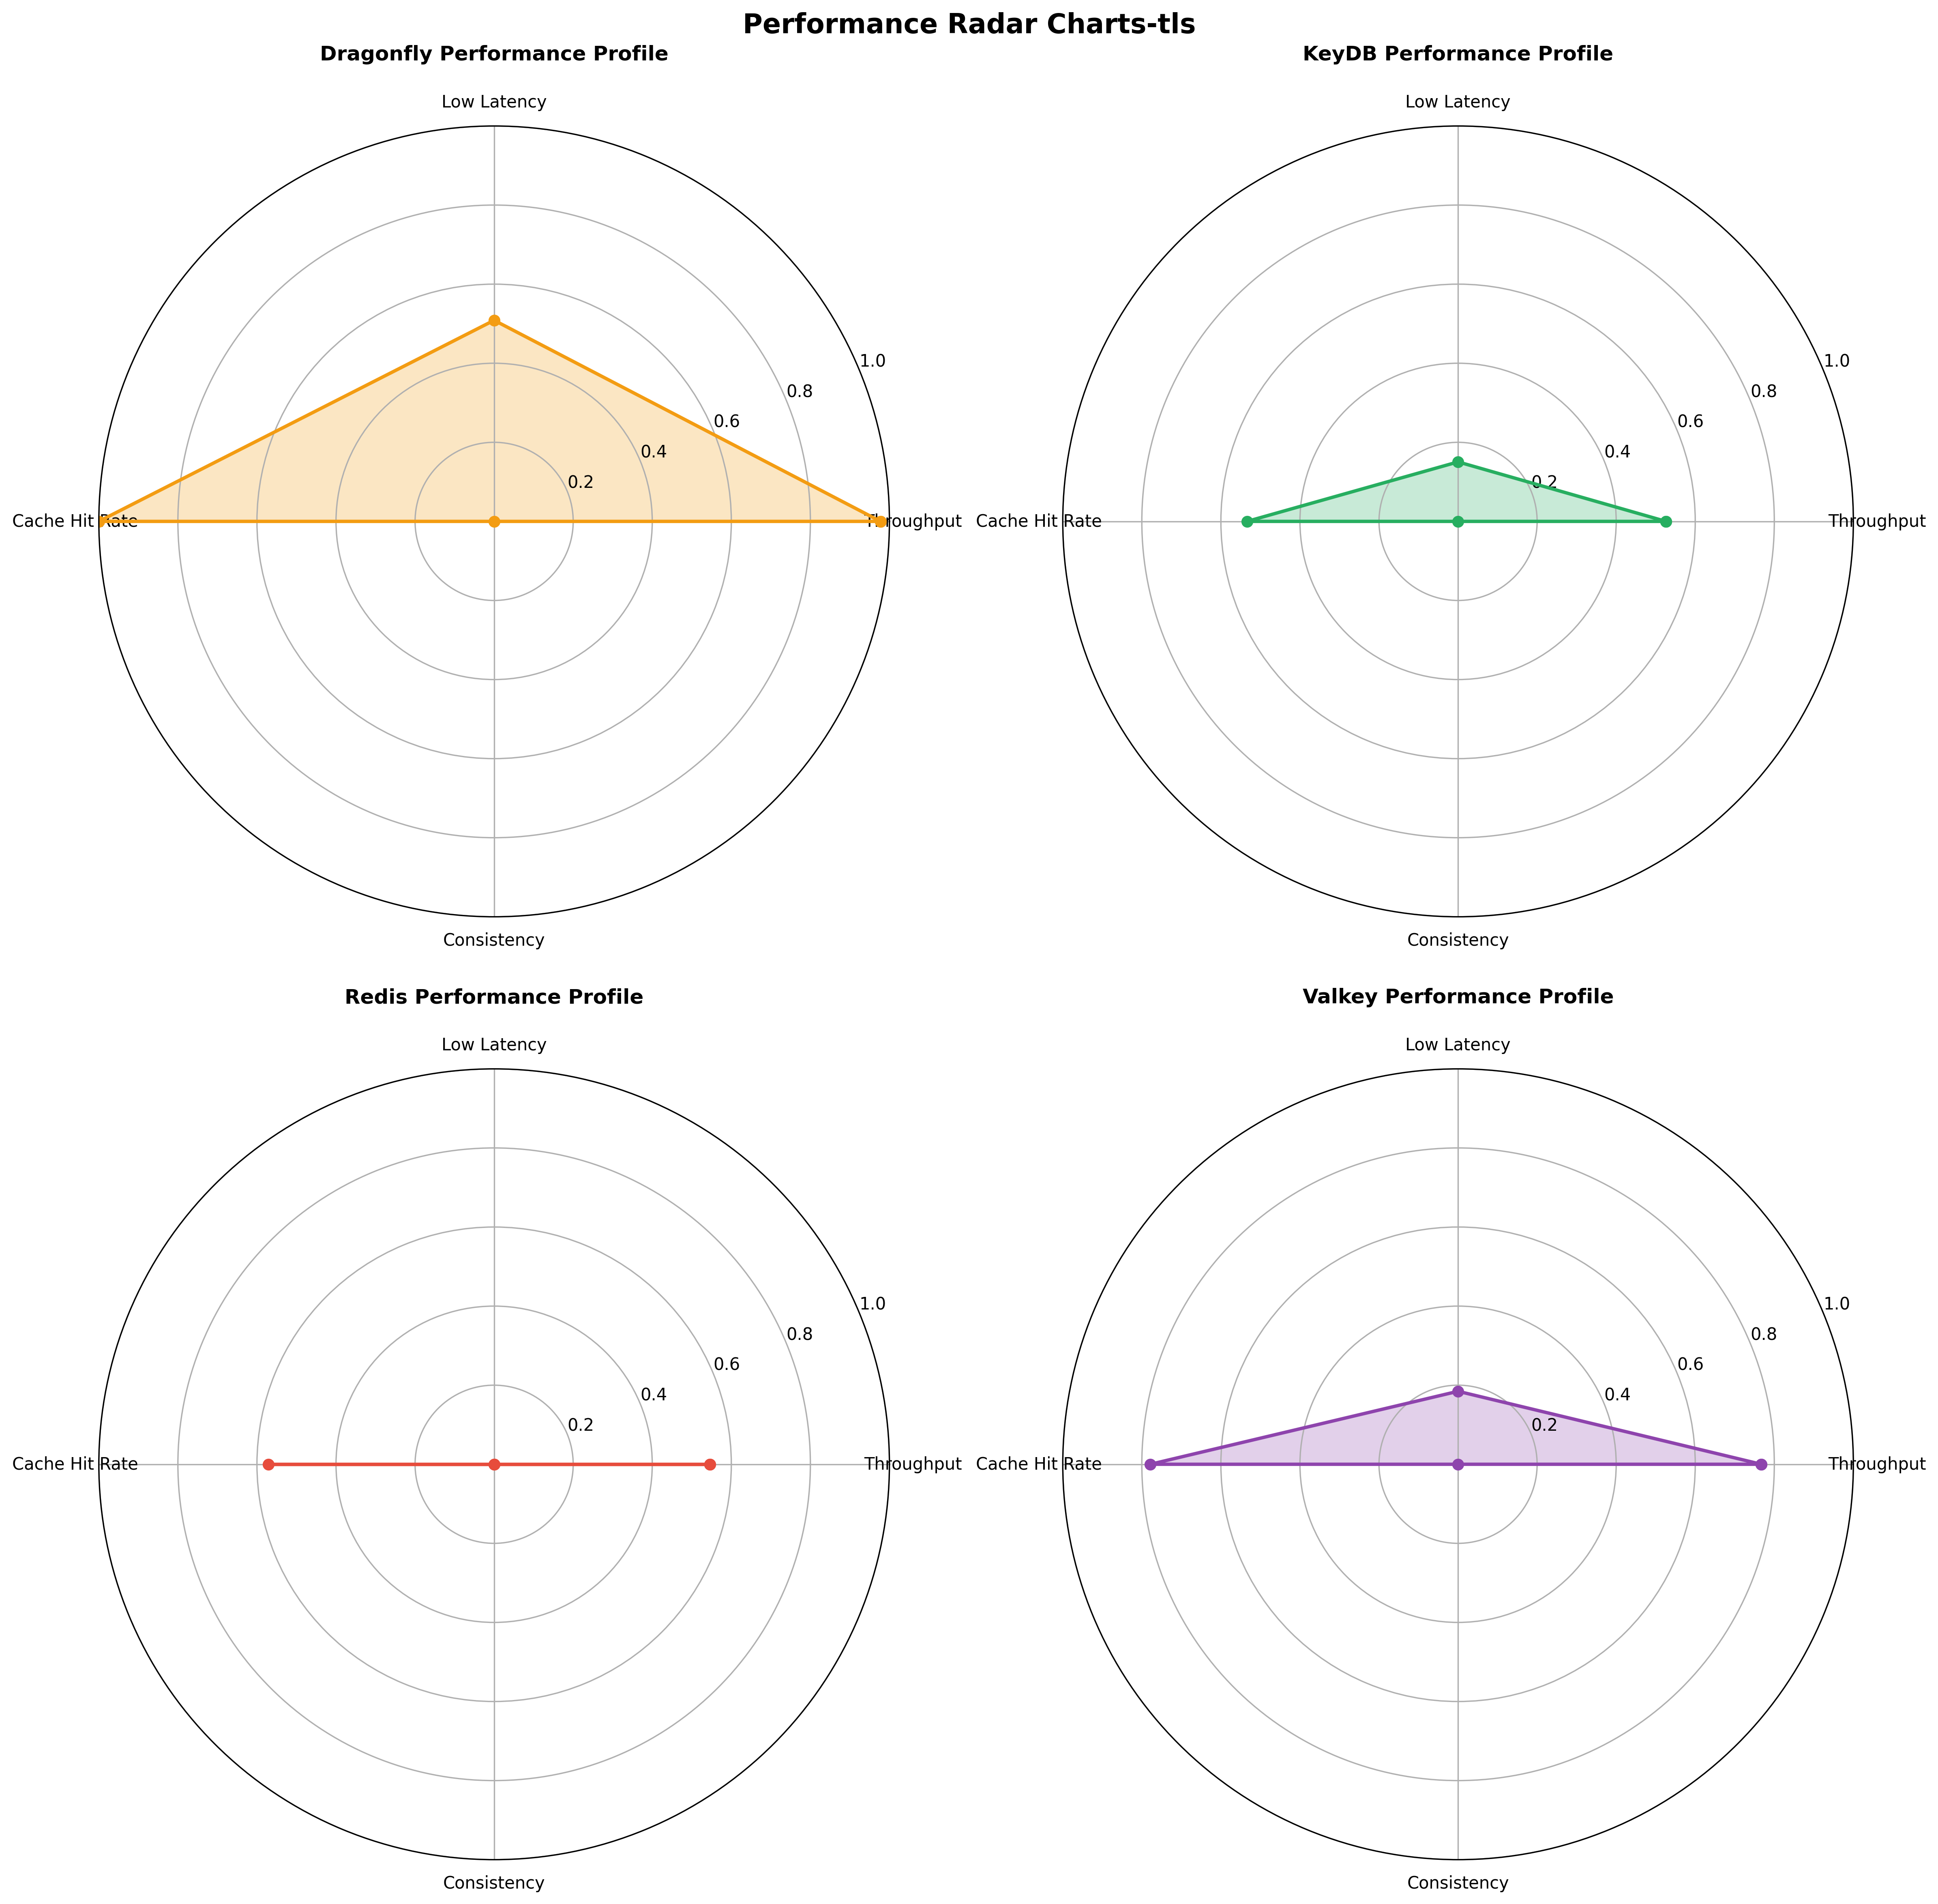 Performance Radar Charts-tls
Dragonfly Performance Profile
Low Latency
1.0
0.8
0.6
0.4
0.2
Cache Hit Rate
Throughput
Consistency
KeyDB Performance Profile
Low Latency
1.0
0.8
0.6
0.4
0.2
Cache Hit Rate
Throughput
Consistency
Redis Performance Profile
Low Latency
1.0
0.8
0.6
0.4
0.2
Cache Hit Rate
Throughput
Consistency
Valkey Performance Profile
Low Latency
1.0
0.8
0.6
0.4
0.2
Cache Hit Rate
Throughput
Consistency